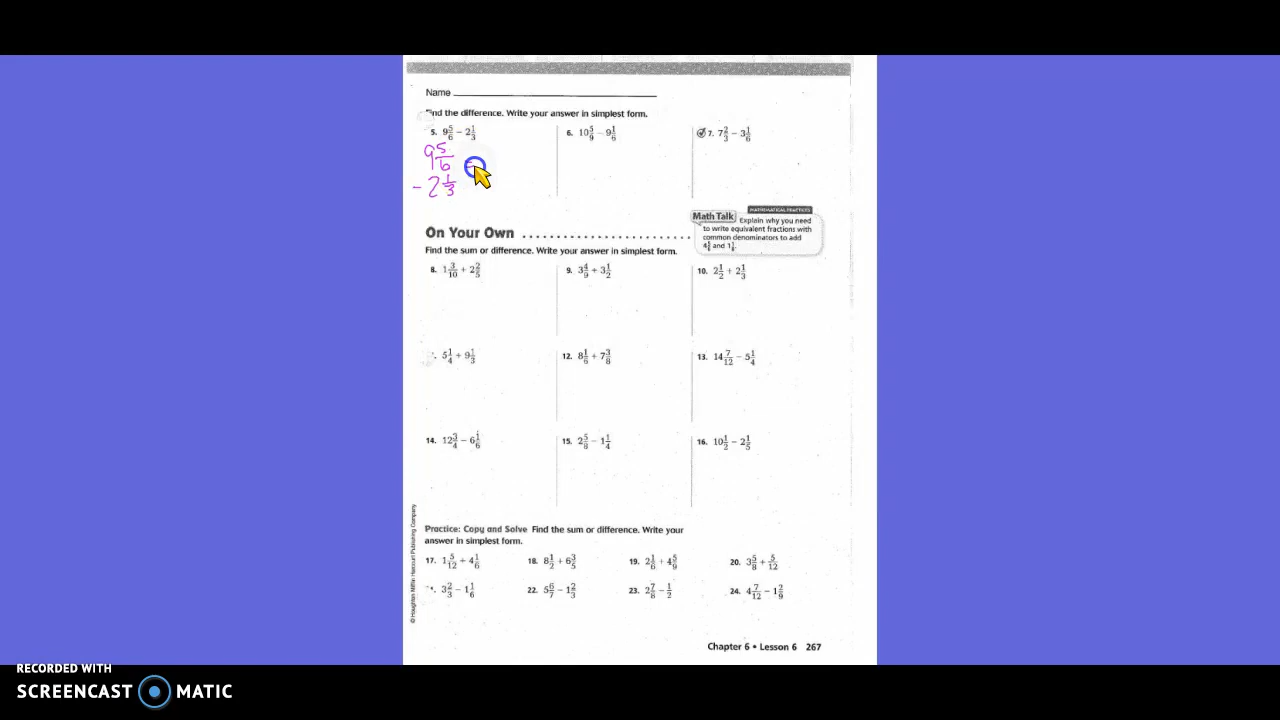 Name
Find the difference. Write your answer in simplest form.
5. 9 5/6 − 2 1/3
6. 10 5/9 − 9 1/6
7. 7 2/3 − 3 1/6
9 5/6 =
− 2 1/3
MATHEMATICAL PRACTICES
Math Talk Explain why you need
to write equivalent fractions with
common denominators to add
4 5/6 and 1 1/8.
On Your Own
Find the sum or difference. Write your answer in simplest form.
8. 1 3/10 + 2 2/5
9. 3 4/9 + 3 1/2
10. 2 1/2 + 2 1/3
5 1/4 + 9 1/3
12. 8 1/6 + 7 3/8
13. 14 7/12 − 5 1/4
14. 12 3/4 − 6 1/6
15. 2 5/8 − 1 1/4
16. 10 1/2 − 2 1/5
Practice: Copy and Solve Find the sum or difference. Write your
answer in simplest form.
17. 1 5/12 + 4 1/6
18. 8 1/2 + 6 3/5
19. 2 1/6 + 4 5/9
20. 3 5/8 + 5/12
3 2/3 − 1 1/6
22. 5 6/7 − 1 2/3
23. 2 7/8 − 1/2
24. 4 7/12 − 1 2/9
© Houghton Mifflin Harcourt Publishing Company
Chapter 6 • Lesson 6 267
RECORDED WITH
SCREENCAST MATIC